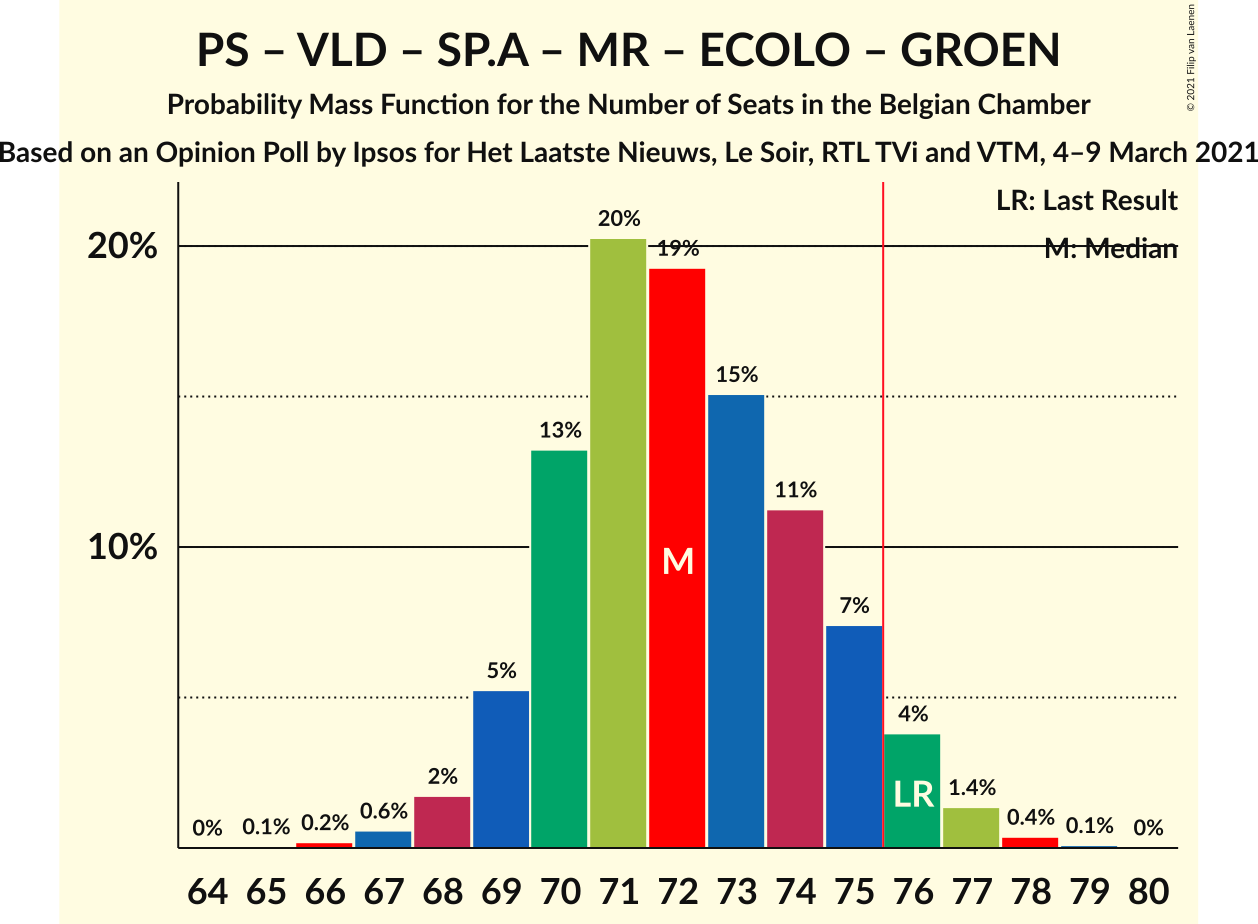 PS – VLD – SP.A – MR – ECOLO – GROEN
Probability Mass Function for the Number of Seats in the Belgian Chamber
Based on an Opinion Poll by Ipsos for Het Laatste Nieuws, Le Soir, RTL TVi and VTM, 4–9 March 2021
© 2021 Filip van Laenen
LR: Last Result
M: Median
20%
10%
0% 0.1% 0.2% 0.6% 2% 5% 13% 20% 19% 15% 11% 7% 4% 1.4% 0.4% 0.1% 0%
M
LR
64 65 66 67 68 69 70 71 72 73 74 75 76 77 78 79 80